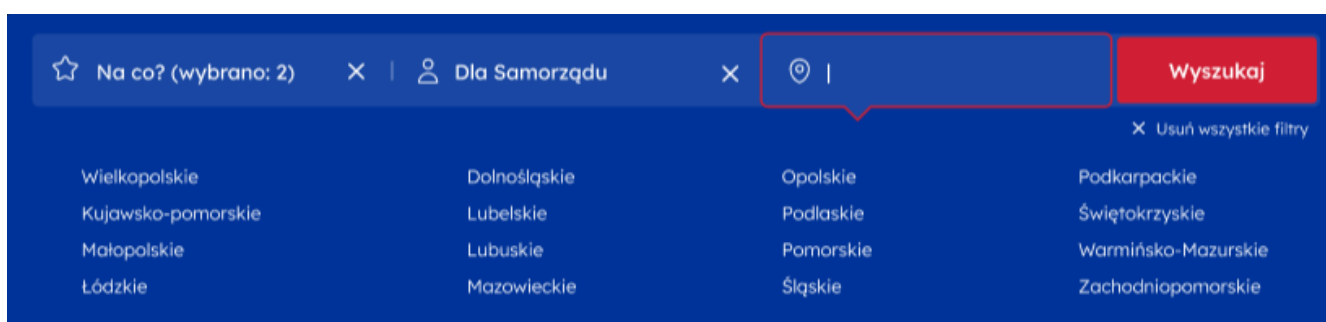 Na co? (wybrano: 2) Dla Samorządu Wyszukaj
Usuń wszystkie filtry
Wielkopolskie Dolnośląskie Opolskie Podkarpackie
Kujawsko-pomorskie Lubelskie Podlaskie Świętokrzyskie
Małopolskie Lubuskie Pomorskie Warmińsko-Mazurskie
Łódzkie Mazowieckie Śląskie Zachodniopomorskie